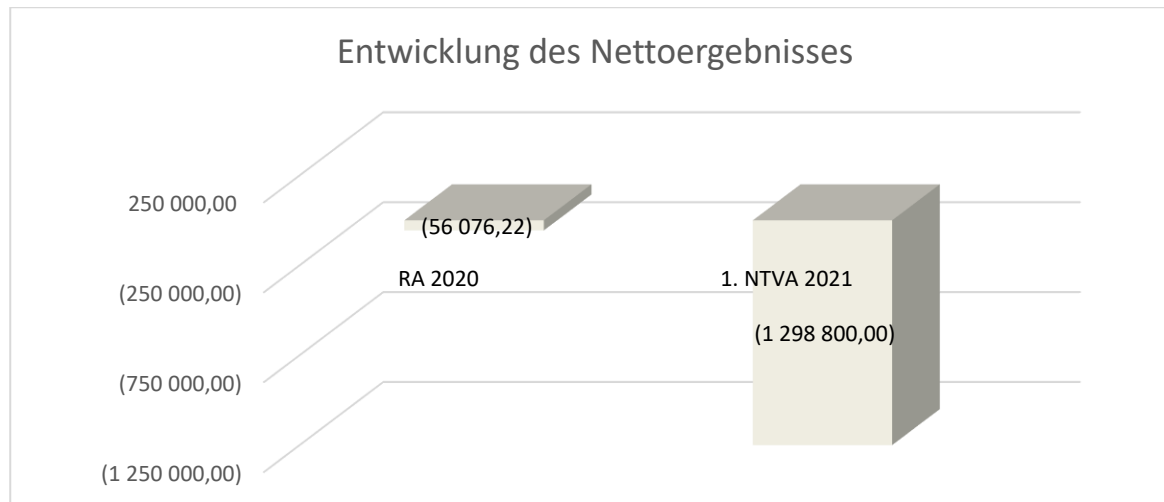 Entwicklung des Nettoergebnisses
250 000,00
(56 076,22)
RA 2020
1. NTVA 2021
(250 000,00)
(1 298 800,00)
(750 000,00)
(1 250 000,00)